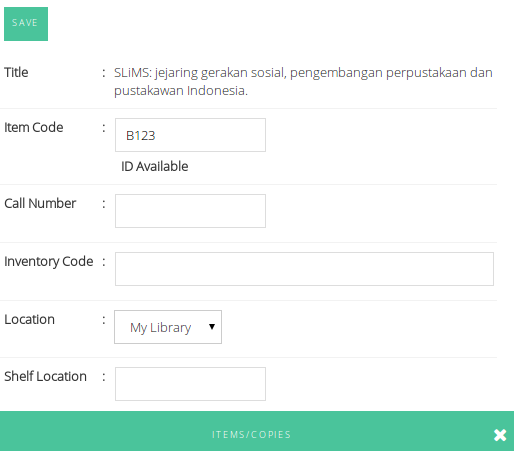 SAVE
Title : SLiMS: jejaring gerakan sosial, pengembangan perpustakaan dan
pustakawan Indonesia.
Item Code : B123
ID Available
Call Number :
Inventory Code :
Location : My Library
Shelf Location :
ITEMS/COPIES